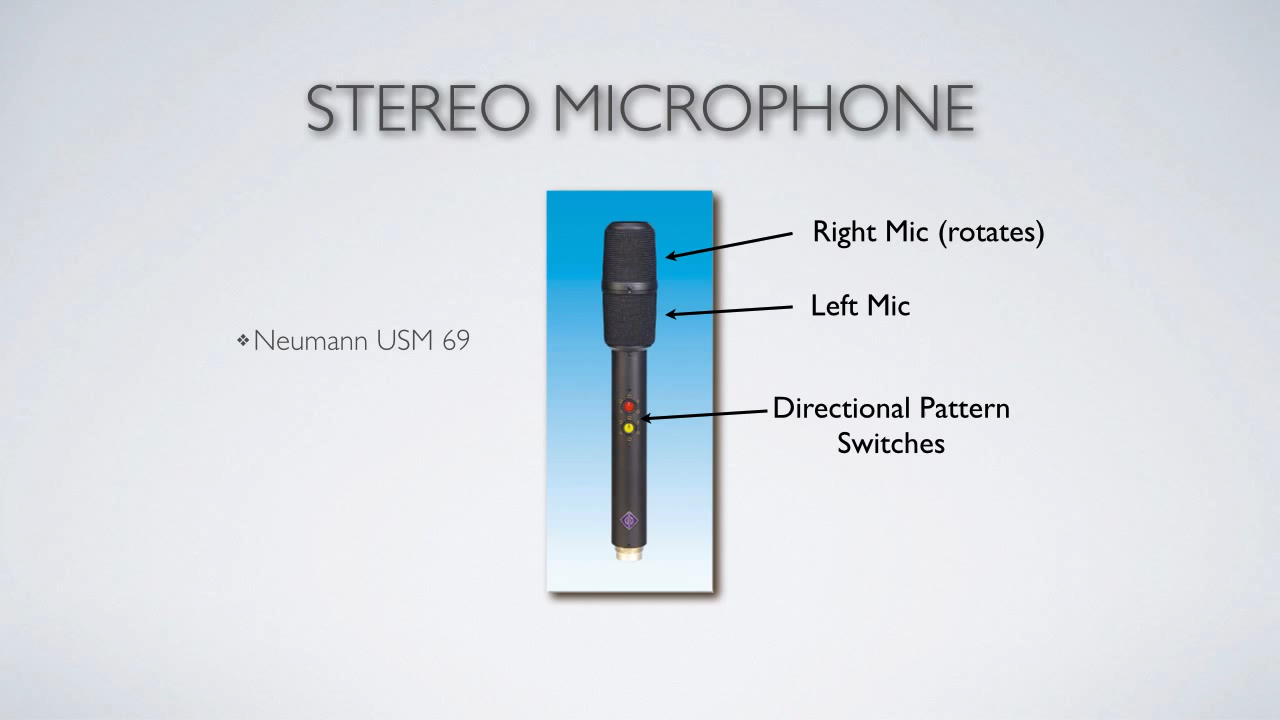 STEREO MICROPHONE
Right Mic (rotates)
Left Mic
❖ Neumann USM 69
Directional Pattern
Switches